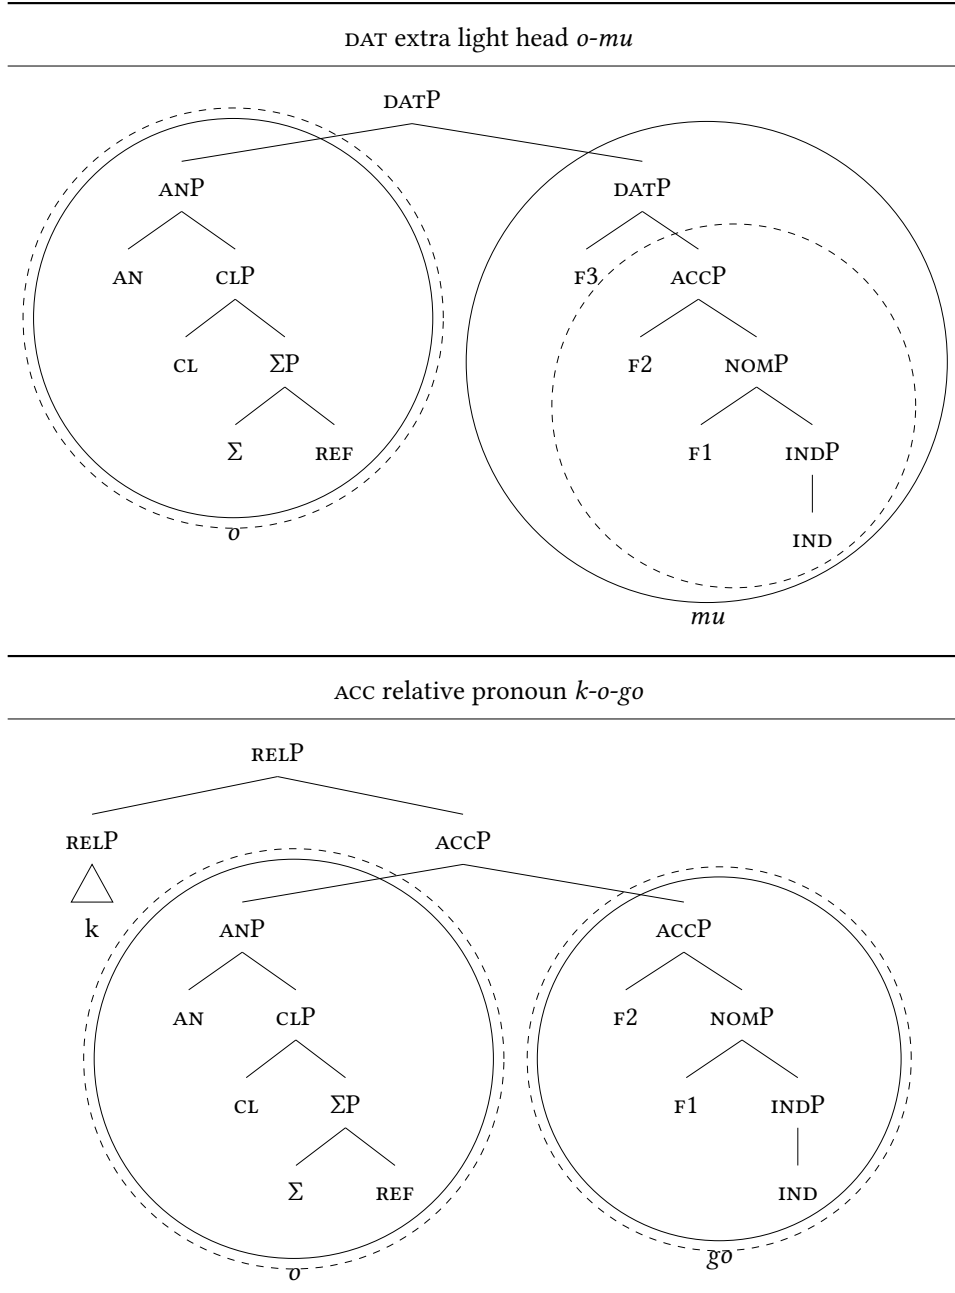 DAT extra light head o-mu
DATP
ANP DATP
AN CLP F3 ACCP
CL ΣP F2 NOMP
Σ REF F1 INDP
IND
o
mu
ACC relative pronoun k-o-go
RELP
RELP ACCP
k ANP ACCP
AN CLP F2 NOMP
CL ΣP F1 INDP
Σ REF IND
o go